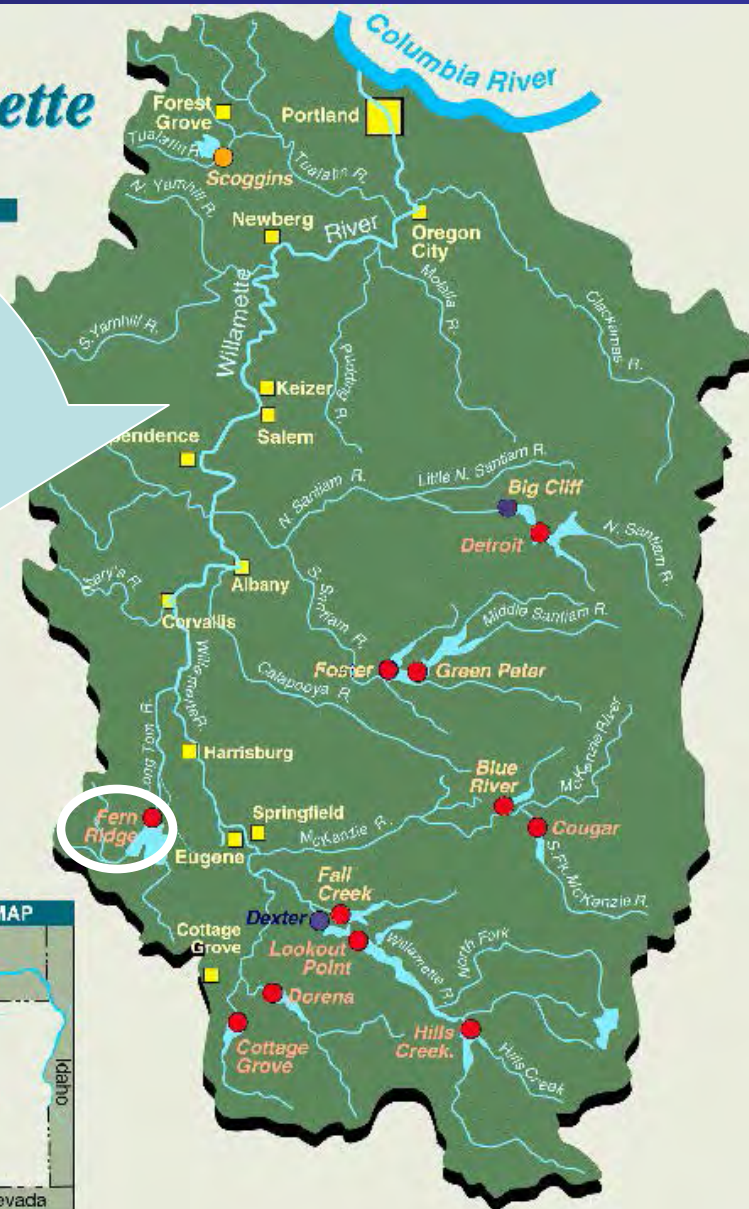 ette
Columbia River
Forest
Grove
Portland
Tualatin R.
Scoggins
Tualatin R.
N. Yamhill R.
Newberg
River
Oregon
City
Willamette
Molalla R.
Clackamas R.
S. Yamhill R.
Pudding R.
Keizer
Salem
pendence
N. Santiam R.
Little N. Santiam R.
Big Cliff
Detroit
N. Santiam R.
Albany
Mary's R.
Corvallis
S. Santiam R.
Middle Santiam R.
Foster
Green Peter
Willamette R.
Calapooya R.
Long Tom R.
Harrisburg
McKenzie River
Blue
River
Fern
Ridge
Springfield
McKanzie R.
Cougar
Eugene
S. Fk. McKanzie R.
Fall
Creek
Dexter
Cottage
Grove
Lookout
Point
Willamette R.
North Fork
Dorena
Hills
Creek.
Hills Creek
Cottage
Grove
MAP
Idaho
evada